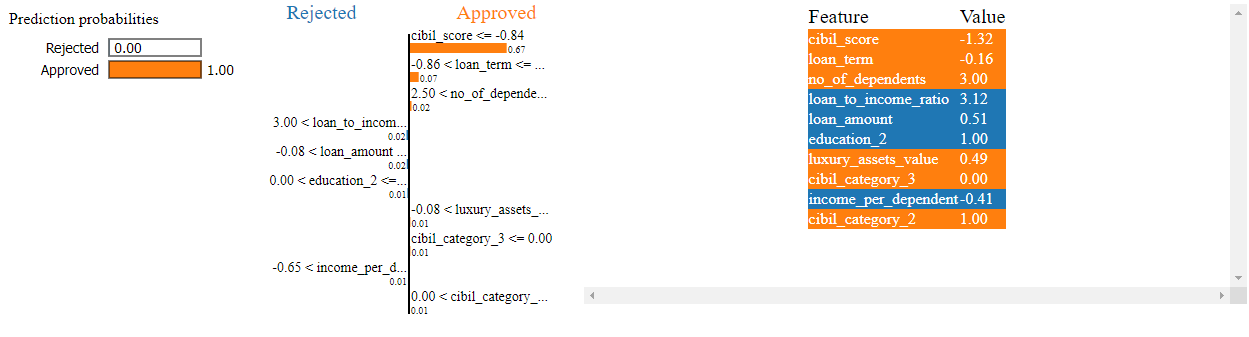 Prediction probabilities
Rejected 0.00
Approved 1.00
Rejected Approved
cibil_score <= -0.84
0.67
-0.86 < loan_term <= ...
0.07
2.50 < no_of_depende...
0.02
3.00 < loan_to_incom...
0.02
-0.08 < loan_amount ...
0.02
0.00 < education_2 <=...
0.01
-0.08 < luxury_assets_...
0.01
cibil_category_3 <= 0.00
0.01
-0.65 < income_per_d...
0.01
0.00 < cibil_category_...
0.01
Feature Value
cibil_score -1.32
loan_term -0.16
no_of_dependents 3.00
loan_to_income_ratio 3.12
loan_amount 0.51
education_2 1.00
luxury_assets_value 0.49
cibil_category_3 0.00
income_per_dependent -0.41
cibil_category_2 1.00